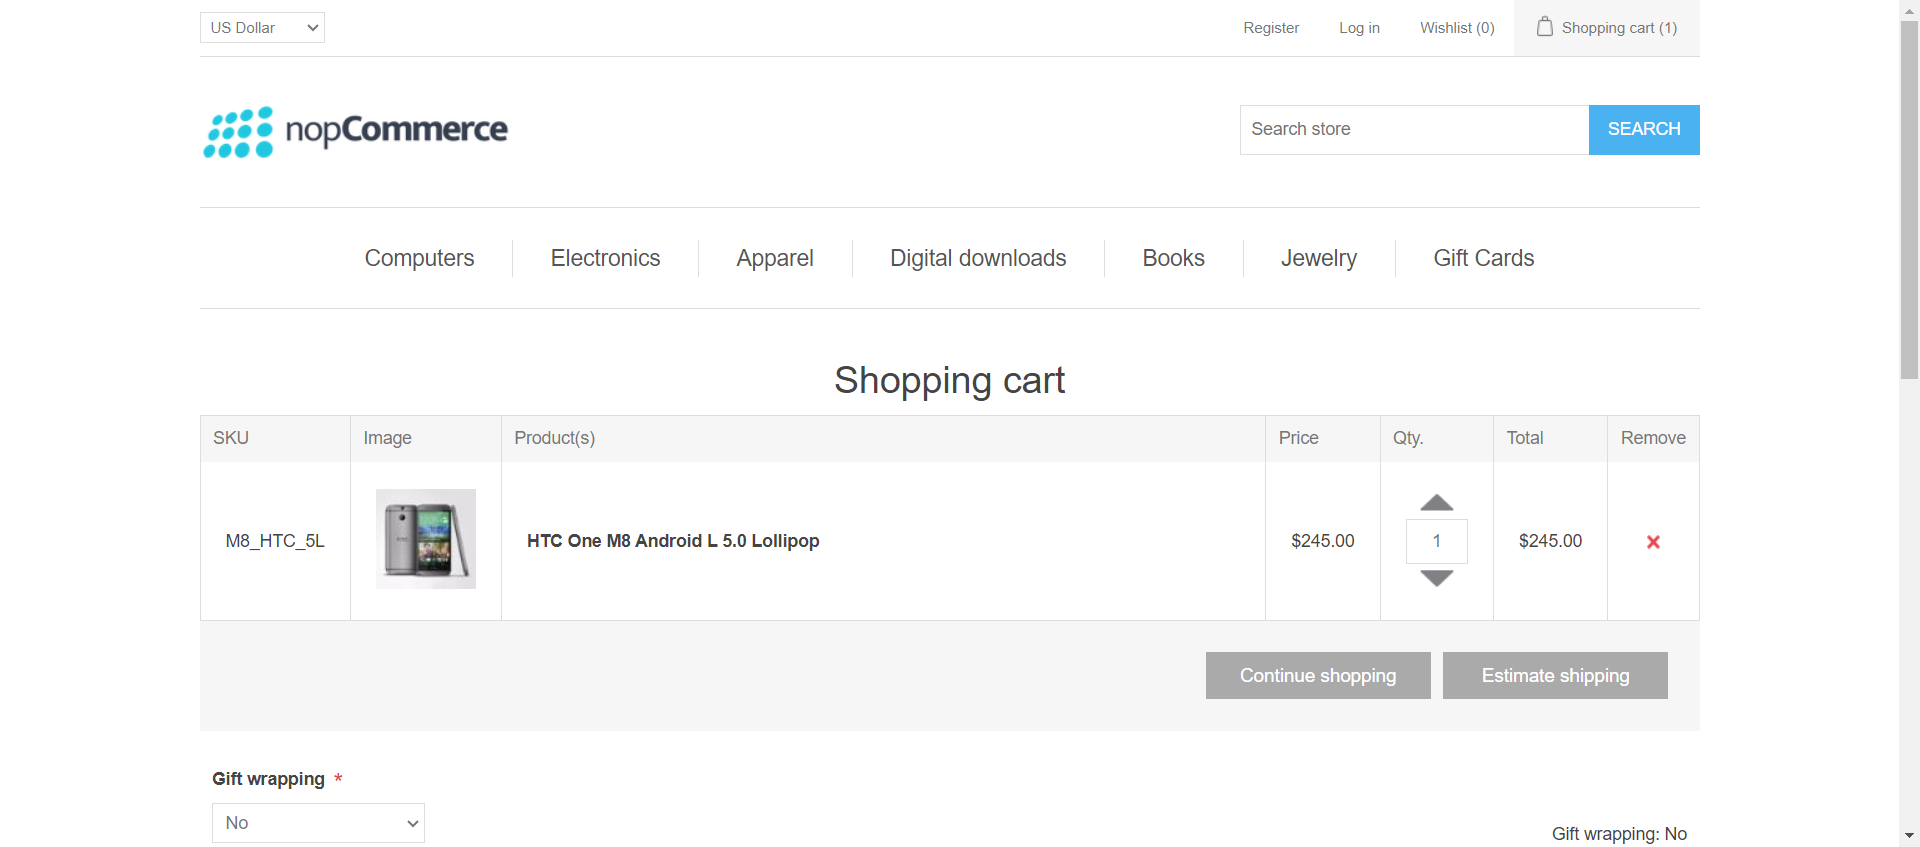 US Dollar
Register
Log in
Wishlist (0)
Shopping cart (1)
nopCommerce
Search store
SEARCH
Computers
Electronics
Apparel
Digital downloads
Books
Jewelry
Gift Cards
Shopping cart
SKU
Image
Product(s)
Price
Qty.
Total
Remove
M8_HTC_5L
HTC One M8 Android L 5.0 Lollipop
$245.00
1
$245.00
Continue shopping
Estimate shipping
Gift wrapping *
No
Gift wrapping: No